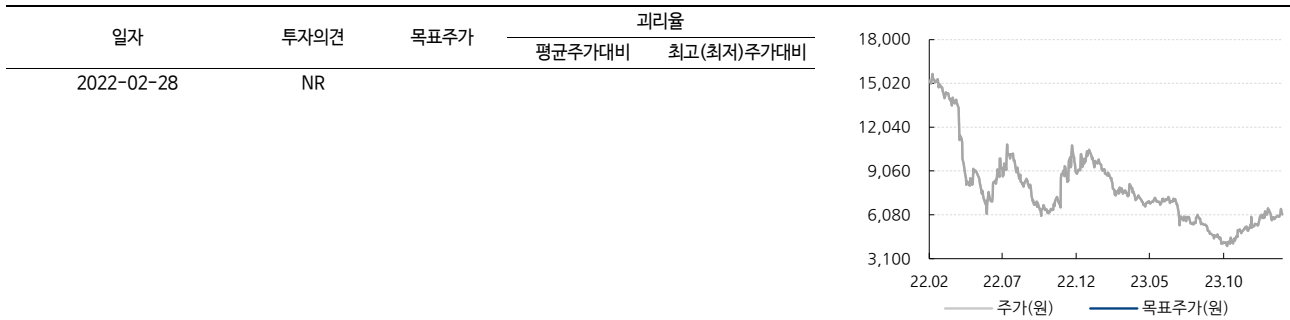 일자 투자의견 목표주가 괴리율
평균주가대비 최고(최저)주가대비
2022-02-28 NR
18,000
15,020
12,040
9,060
6,080
3,100
22.02 22.07 22.12 23.05 23.10
주가(원) 목표주가(원)